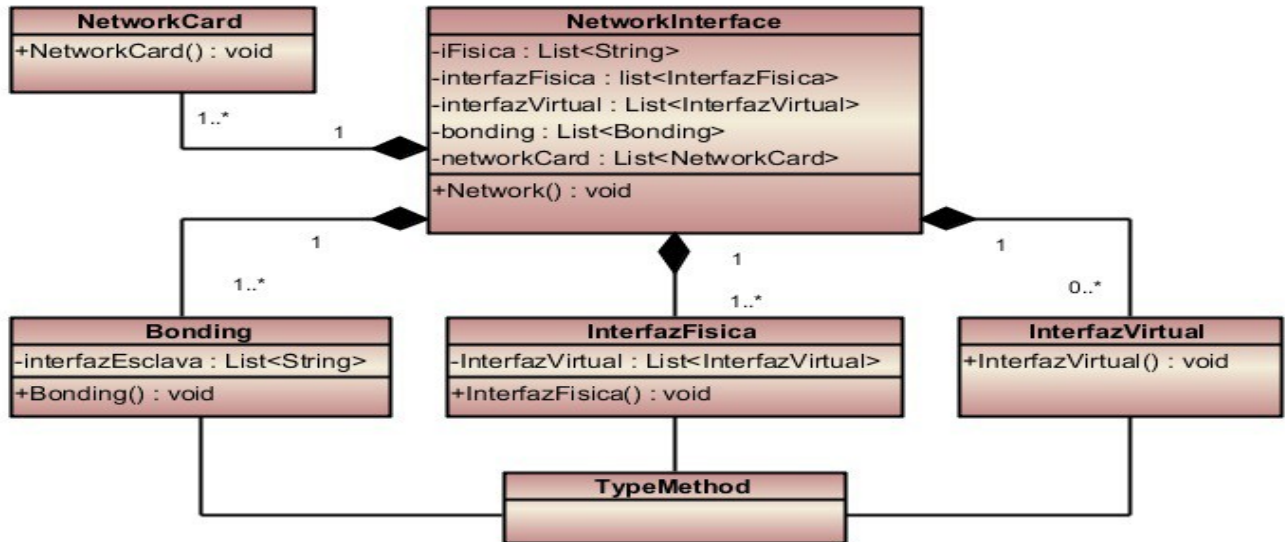 NetworkCard
+NetworkCard() : void
NetworkInterface
-iFisica : List<String>
-interfazFisica : list<InterfazFisica>
-interfazVirtual : List<InterfazVirtual>
-bonding : List<Bonding>
-networkCard : List<NetworkCard>
+Network() : void
1..*
1
1
1..*
1
1..*
1
0..*
Bonding
-interfazEsclava : List<String>
+Bonding() : void
InterfazFisica
-InterfazVirtual : List<InterfazVirtual>
+InterfazFisica() : void
InterfazVirtual
+InterfazVirtual() : void
TypeMethod